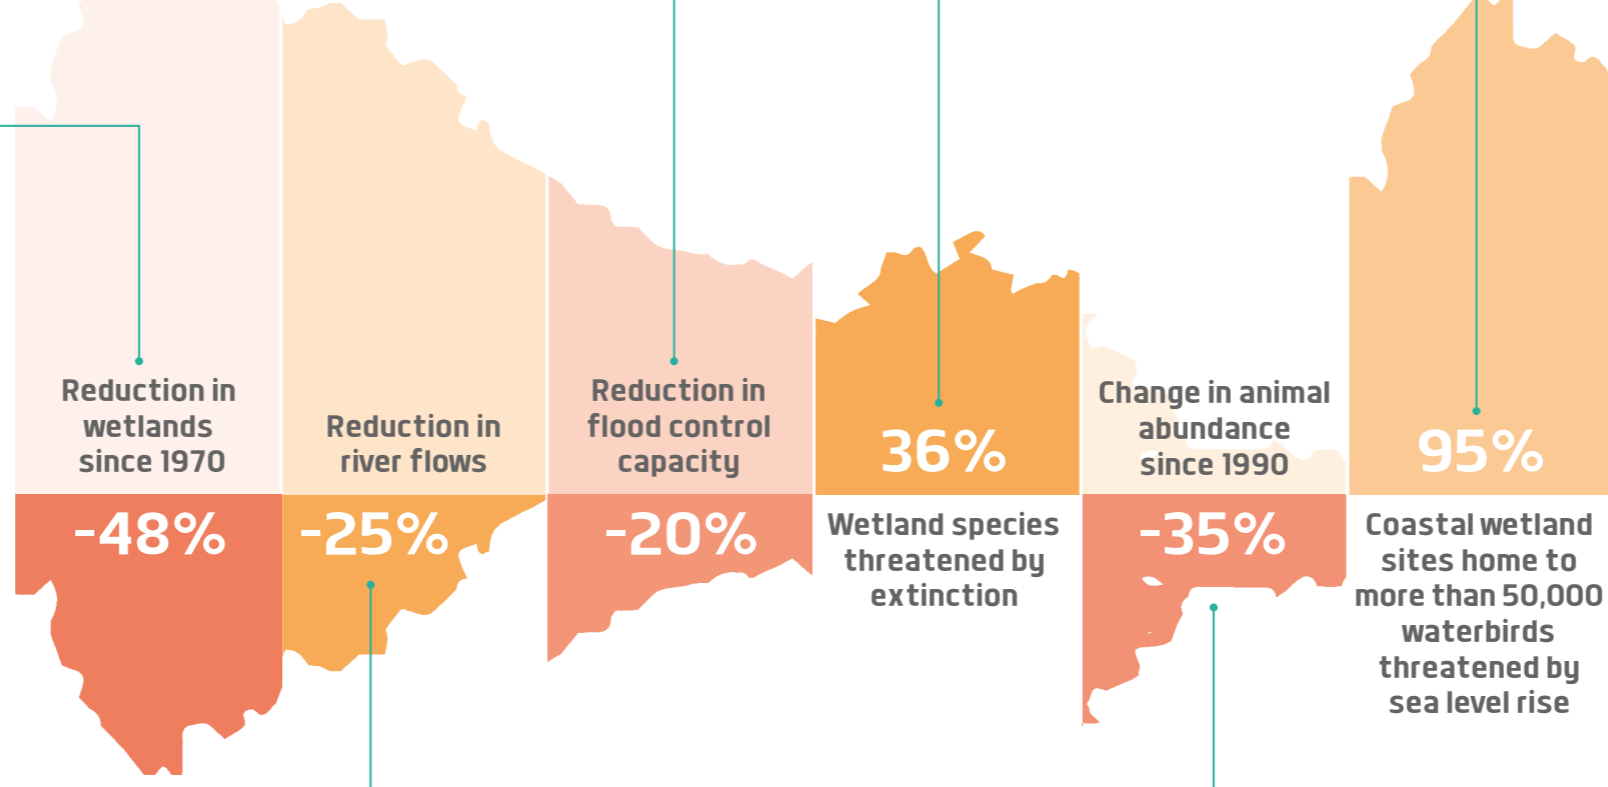 Reduction in
wetlands
since 1970
-48%
Reduction in
river flows
-25%
Reduction in
flood control
capacity
-20%
36%
Wetland species
threatened by
extinction
Change in animal
abundance
since 1990
-35%
95%
Coastal wetland
sites home to
more than 50,000
waterbirds
threatened by
sea level rise